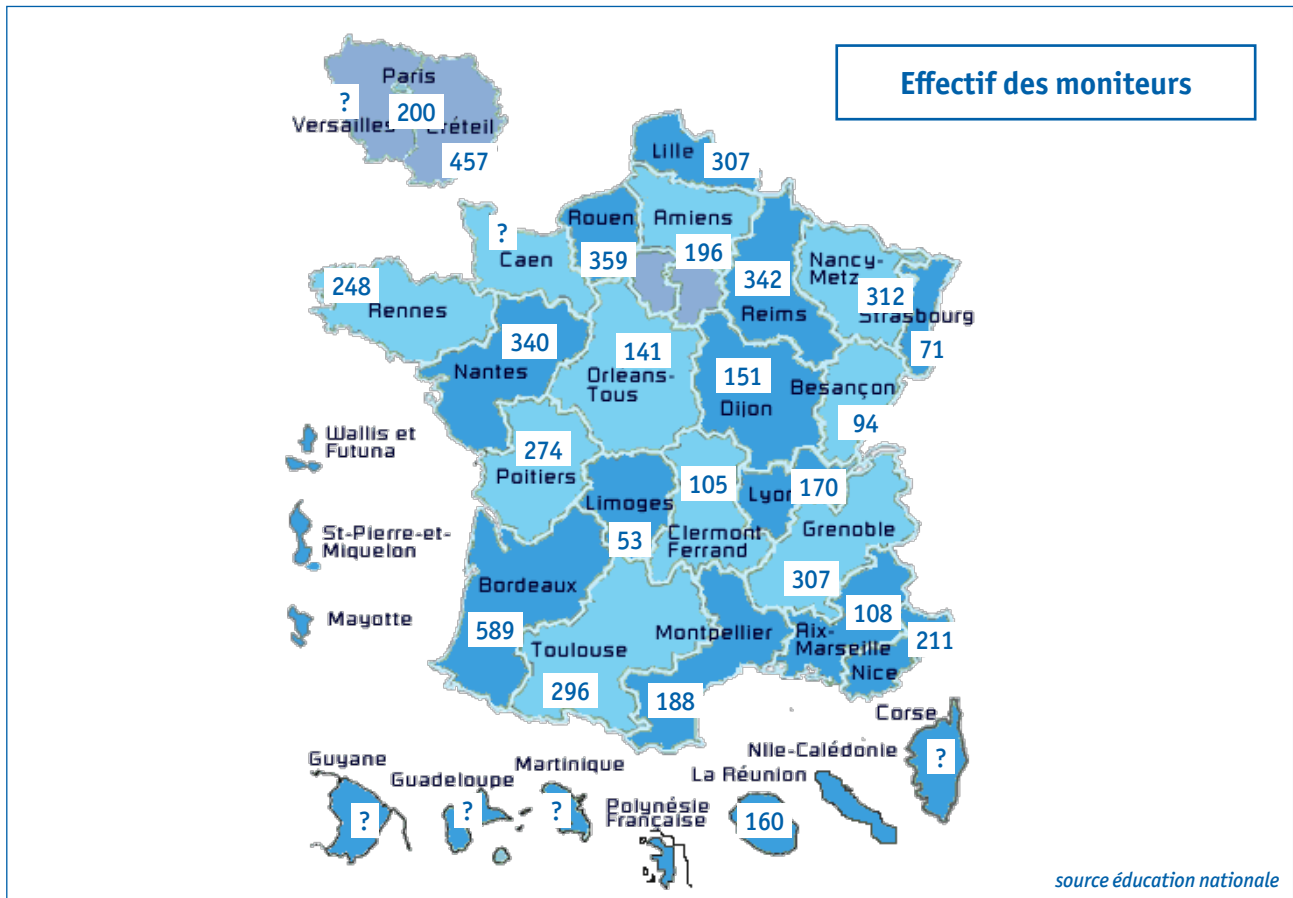 Effectif des moniteurs
Paris
?
200
Versailles
Créteil
457
Lille
307
Rouen
Amiens
?
Caen
359
196
Nancy-
Metz
342
312
248
Rennes
Reims
Strasbourg
340
141
71
Nantes
Orleans-
Tous
151
Besançon
Dijon
94
Wallis et
Futuna
274
Poitiers
105
Lyon
170
Limoges
Grenoble
St-Pierre-et-
Miquelon
53
Clermont
Ferrand
307
Bordeaux
108
Mayotte
589
Toulouse
Montpellier
Aix-
Marseille
211
Nice
296
188
Corse
?
Guyane
?
Guadeloupe
?
Martinique
?
Polynésie
Française
La Réunion
160
Nlle-Calédonie
source éducation nationale